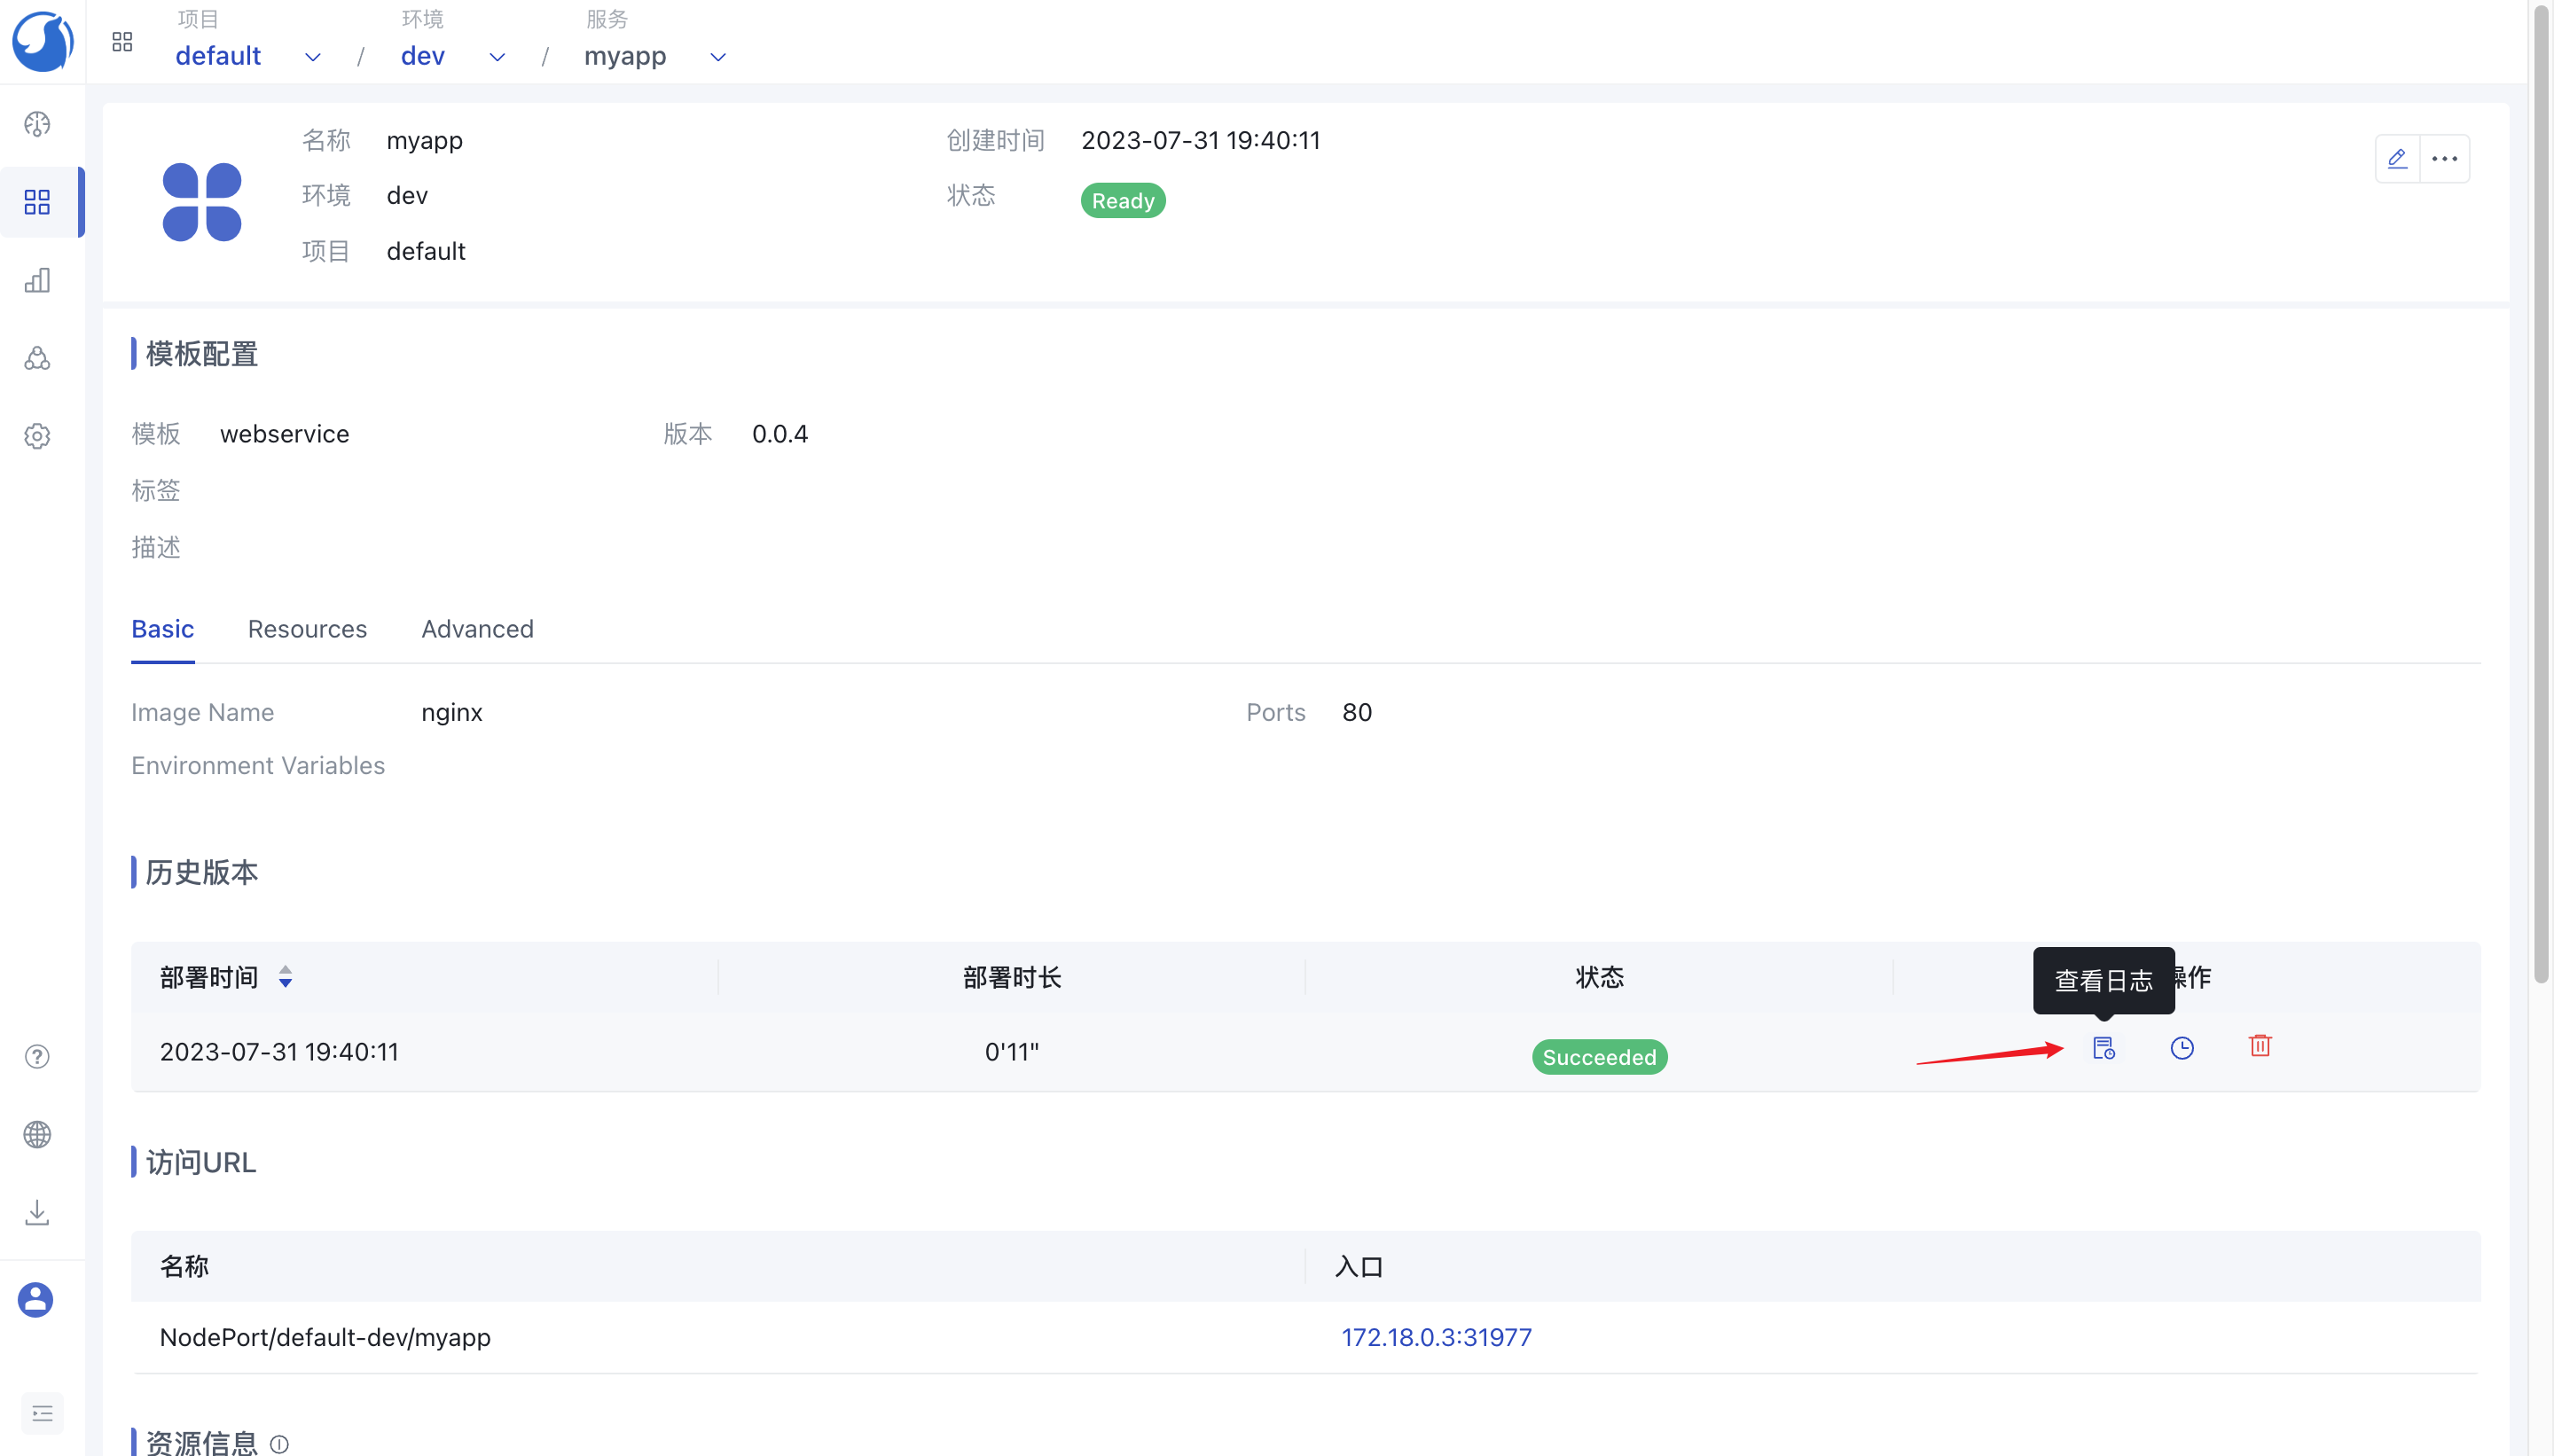 项目 环境 服务
default / dev / myapp
名称 myapp 创建时间 2023-07-31 19:40:11
环境 dev 状态 Ready
项目 default
模板配置
模板 webservice 版本 0.0.4
标签
描述
Basic Resources Advanced
Image Name nginx Ports 80
Environment Variables
历史版本
查看日志
部署时间 部署时长 状态 操作
2023-07-31 19:40:11 0'11" Succeeded
访问URL
名称 入口
NodePort/default-dev/myapp 172.18.0.3:31977
资源信息